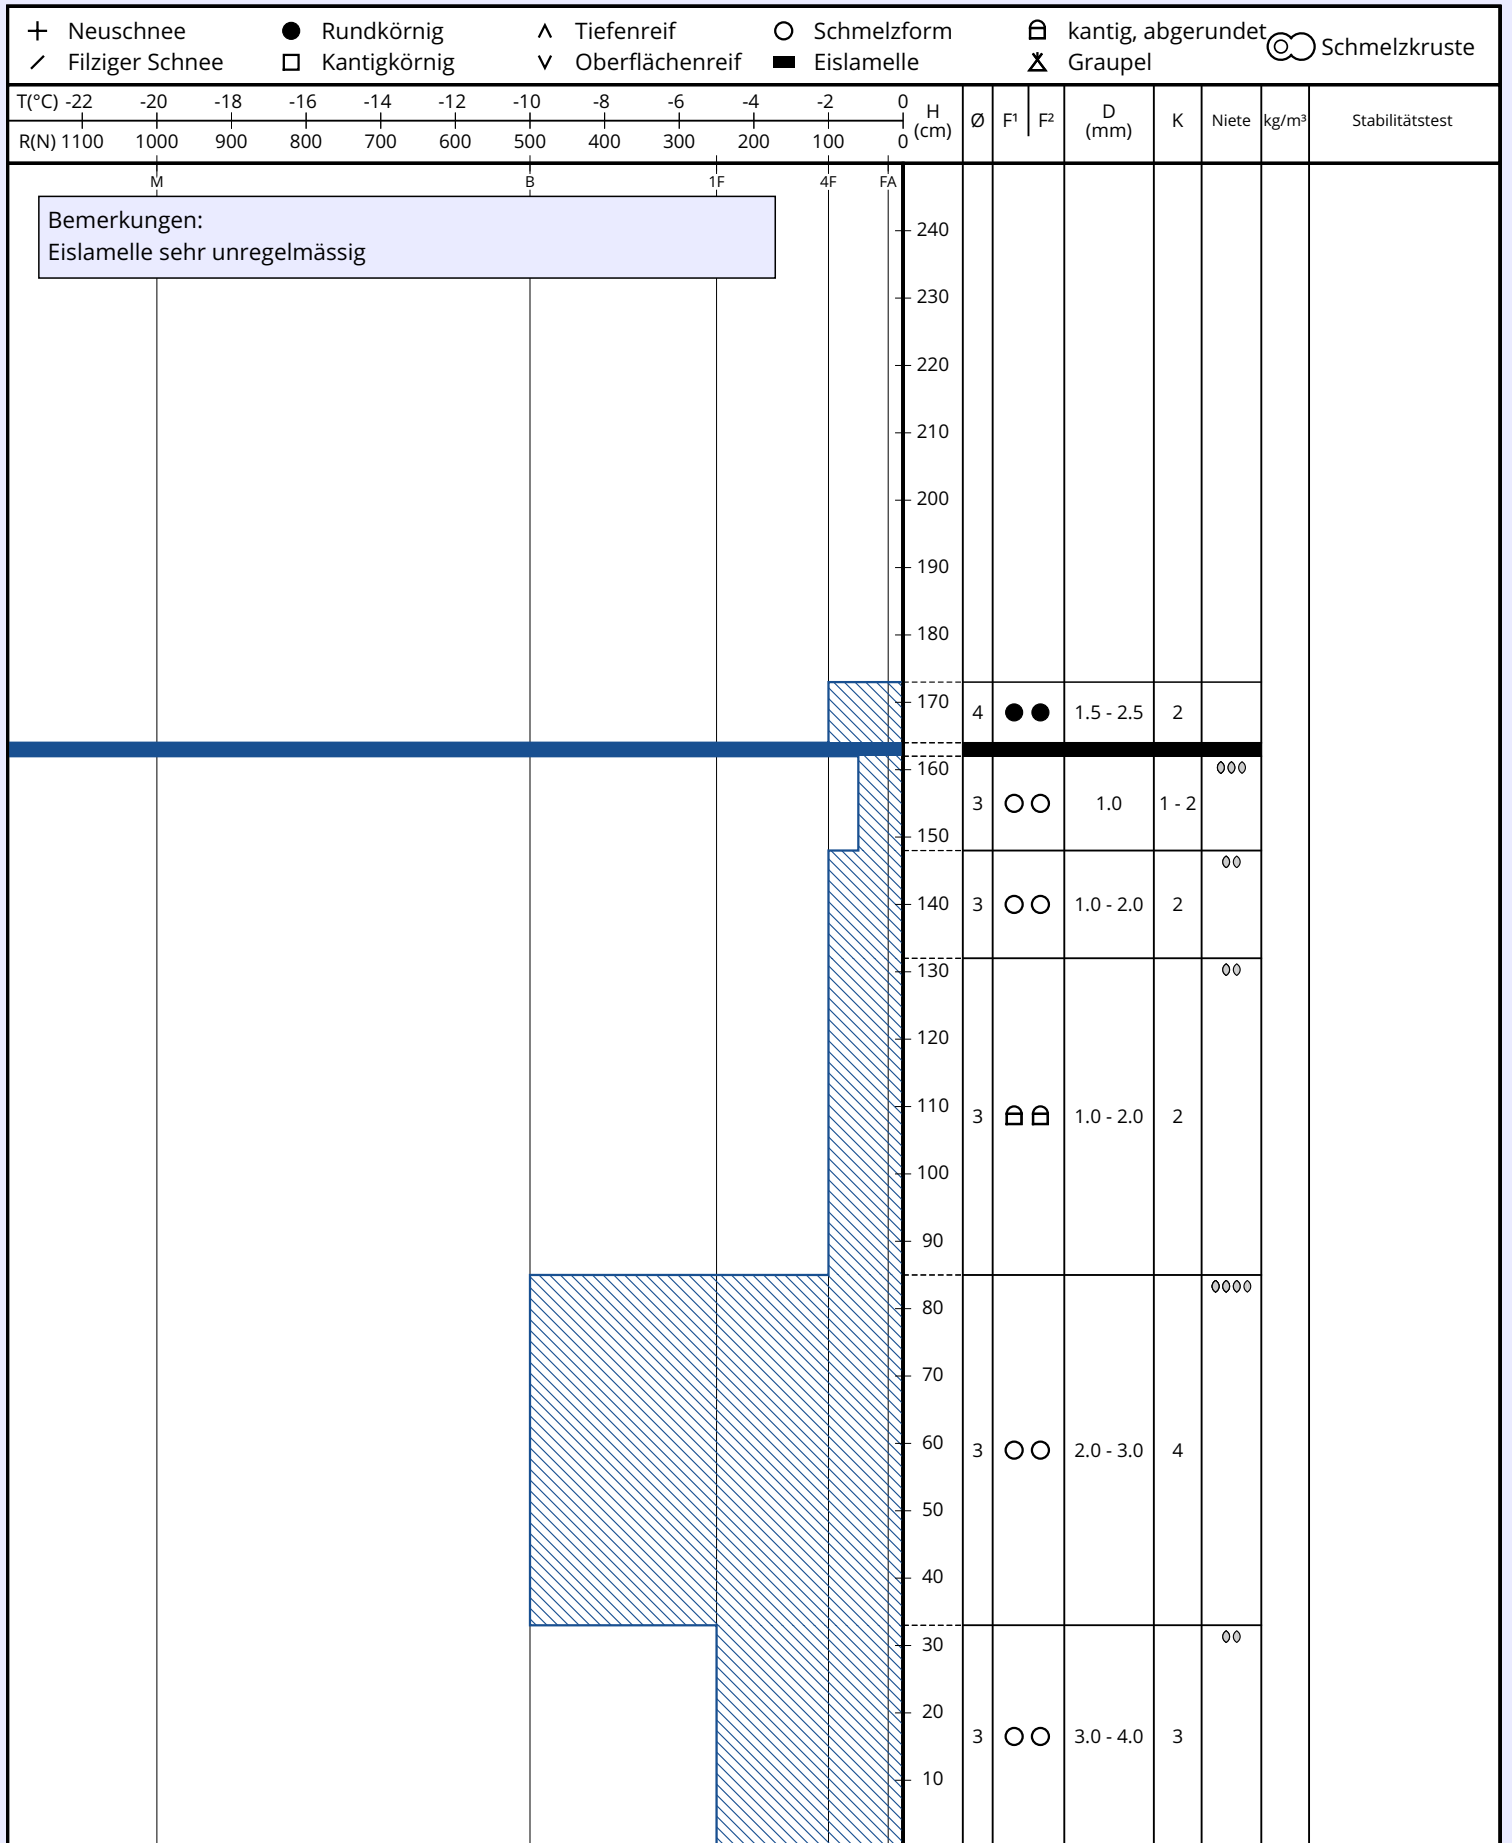 Neuschnee Rundkörnig Tiefenreif Schmelzform kantig, abgerundet Schmelzkruste
Filziger Schnee Kantigkörnig Oberflächenreif Eislamelle Graupel
T(°C) -22 -20 -18 -16 -14 -12 -10 -8 -6 -4 -2 0
R(N) 1100 1000 900 800 700 600 500 400 300 200 100 0
H (cm) Ø F¹ F² D (mm) K Niete kg/m³ Stabilitätstest
M B 1F 4F FA
Bemerkungen:
Eislamelle sehr unregelmässig
240
230
220
210
200
190
180
170
4 1.5 - 2.5 2
160
3 1.0 1 - 2
150
140
3 1.0 - 2.0 2
130
120
110
3 1.0 - 2.0 2
100
90
80
70
60
3 2.0 - 3.0 4
50
40
30
20
3 3.0 - 4.0 3
10